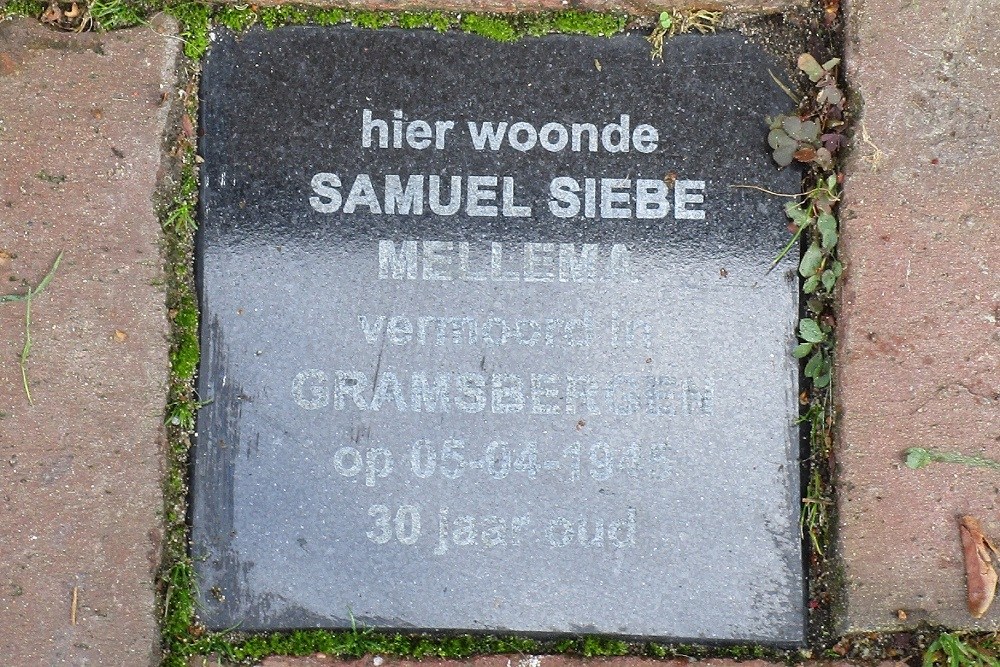 hier woonde
SAMUEL SIEBE
MELLEMA
vermoord in
GRAMSBERGEN
op 05-04-1945
30 jaar oud